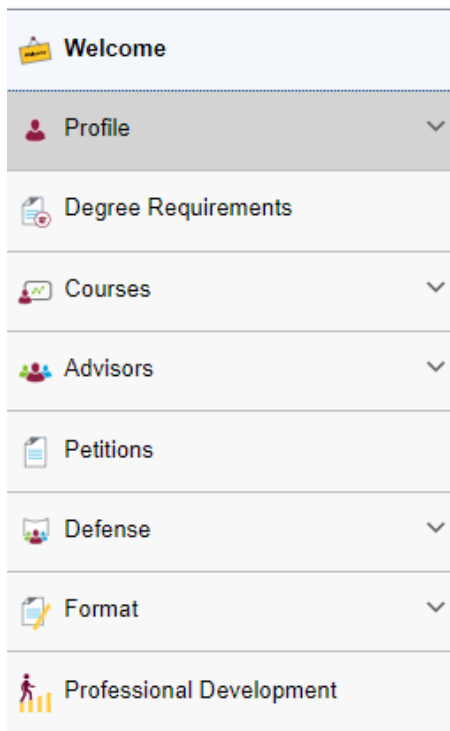 Welcome
Profile
Degree Requirements
Courses
Advisors
Petitions
Defense
Format
Professional Development